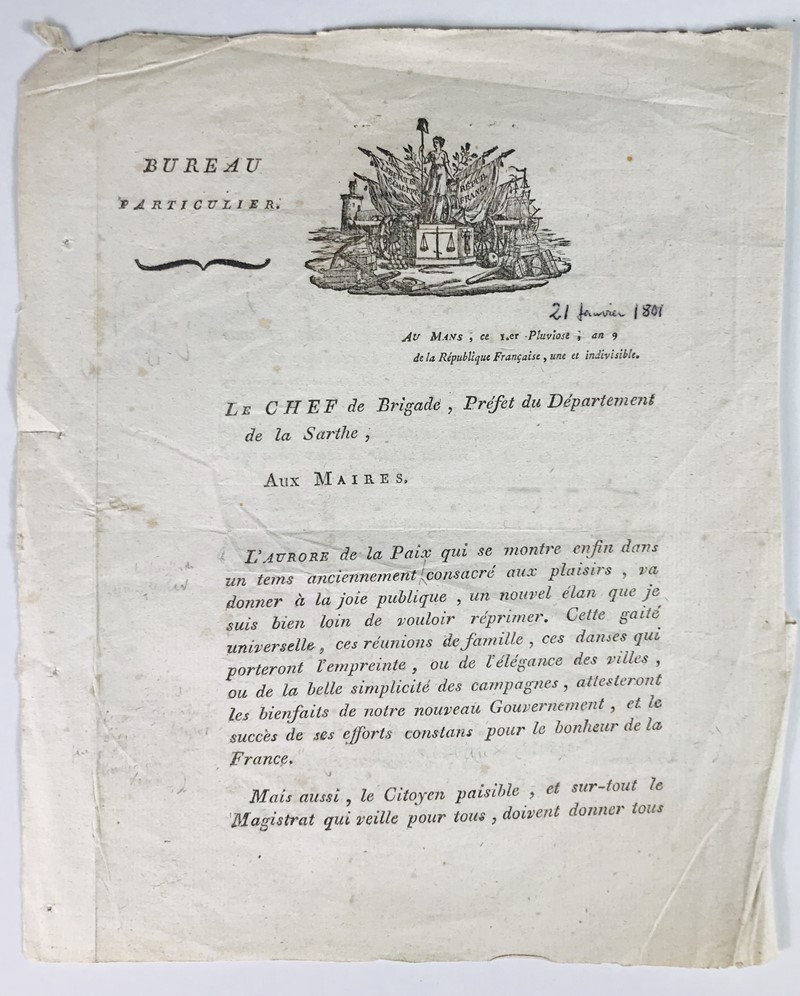 BUREAU
PARTICULIER.
LIBERTÉ
ÉGALITÉ
RÉPUB.
FRANC.
21 janvier 1801
AU MANS, ce 1.er Pluviose ; an 9
de la République Française, une et indivisible.
LE CHEF de Brigade, Préfet du Département
de la Sarthe,
Aux MAIRES.
L'AURORE de la Paix qui se montre enfin dans
un tems anciennement consacré aux plaisirs, va
donner à la joie publique, un nouvel élan que je
suis bien loin de vouloir réprimer. Cette gaité
universelle, ces réunions de famille, ces danses qui
porteront l'empreinte, ou de l'élégance des villes,
ou de la belle simplicité des campagnes, attesteront
les bienfaits de notre nouveau Gouvernement, et le
succès de ses efforts constans pour le bonheur de la
France.
Mais aussi, le Citoyen paisible, et sur-tout le
Magistrat qui veille pour tous, doivent donner tous